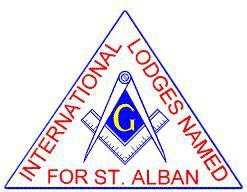 INTERNATIONAL
LODGES NAMED
FOR ST. ALBAN
G